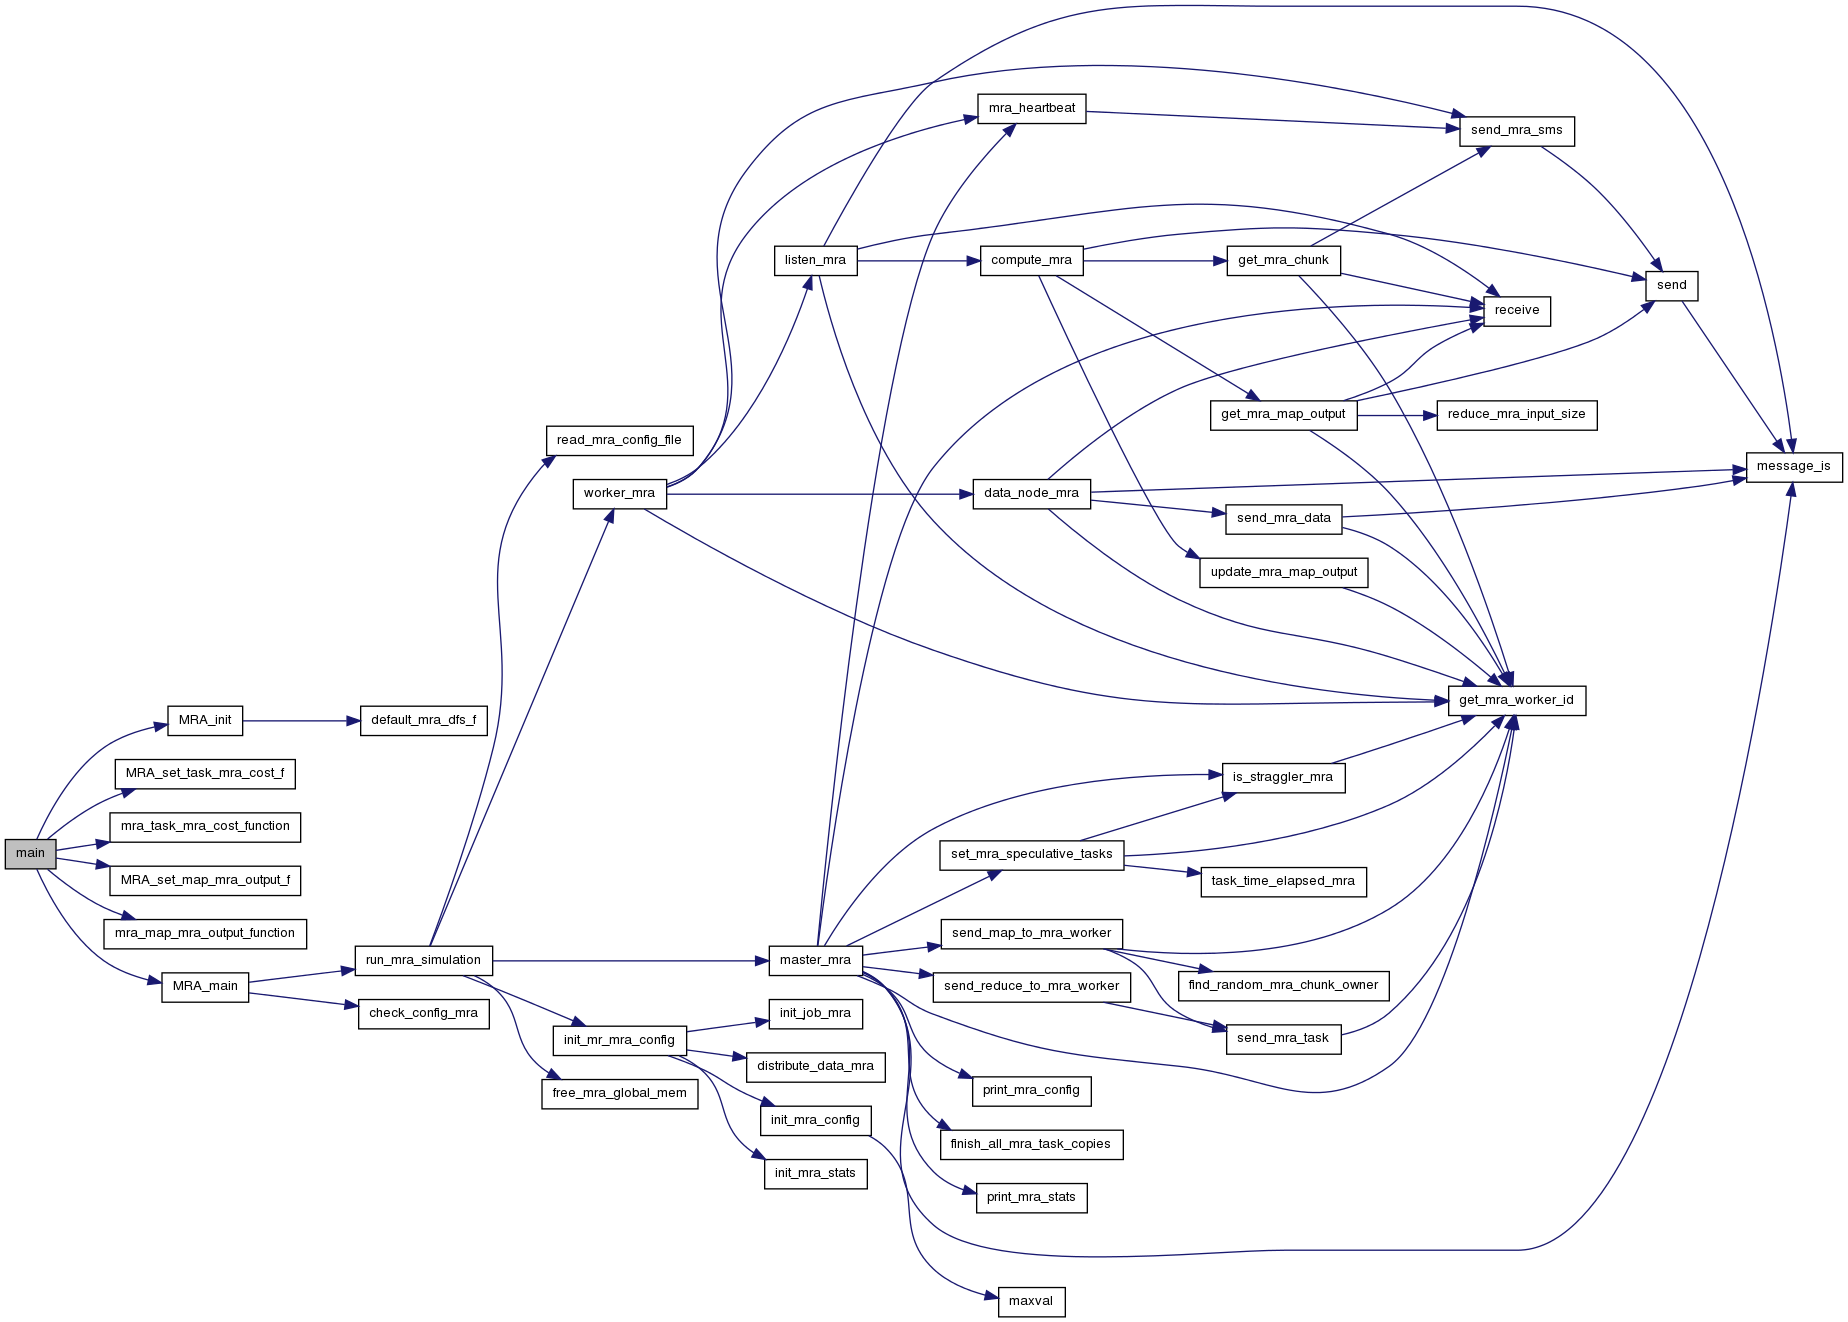 main
MRA_init
MRA_set_task_mra_cost_f
mra_task_mra_cost_function
MRA_set_map_mra_output_f
mra_map_mra_output_function
MRA_main
default_mra_dfs_f
run_mra_simulation
check_config_mra
read_mra_config_file
worker_mra
init_mr_mra_config
free_mra_global_mem
listen_mra
master_mra
init_job_mra
distribute_data_mra
init_mra_config
init_mra_stats
mra_heartbeat
compute_mra
data_node_mra
set_mra_speculative_tasks
send_map_to_mra_worker
send_reduce_to_mra_worker
print_mra_config
finish_all_mra_task_copies
print_mra_stats
maxval
get_mra_chunk
get_mra_map_output
send_mra_data
update_mra_map_output
is_straggler_mra
task_time_elapsed_mra
find_random_mra_chunk_owner
send_mra_task
send_mra_sms
receive
reduce_mra_input_size
get_mra_worker_id
send
message_is